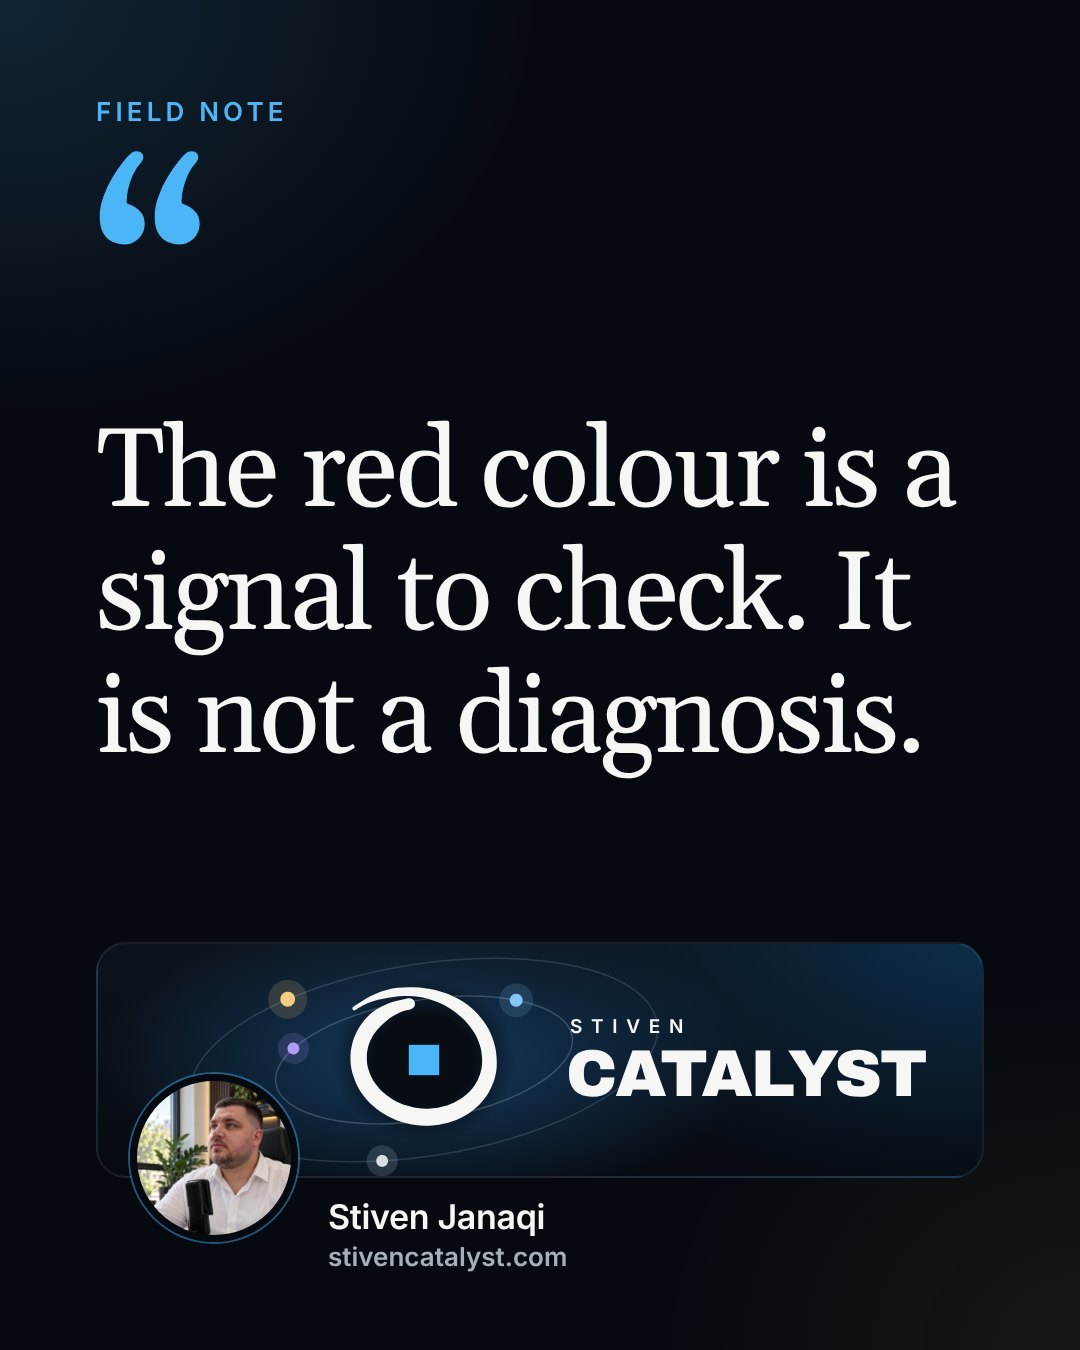 FIELD NOTE
“
The red colour is a
signal to check. It
is not a diagnosis.
STIVEN
CATALYST
Stiven Janaqi
stivencatalyst.com